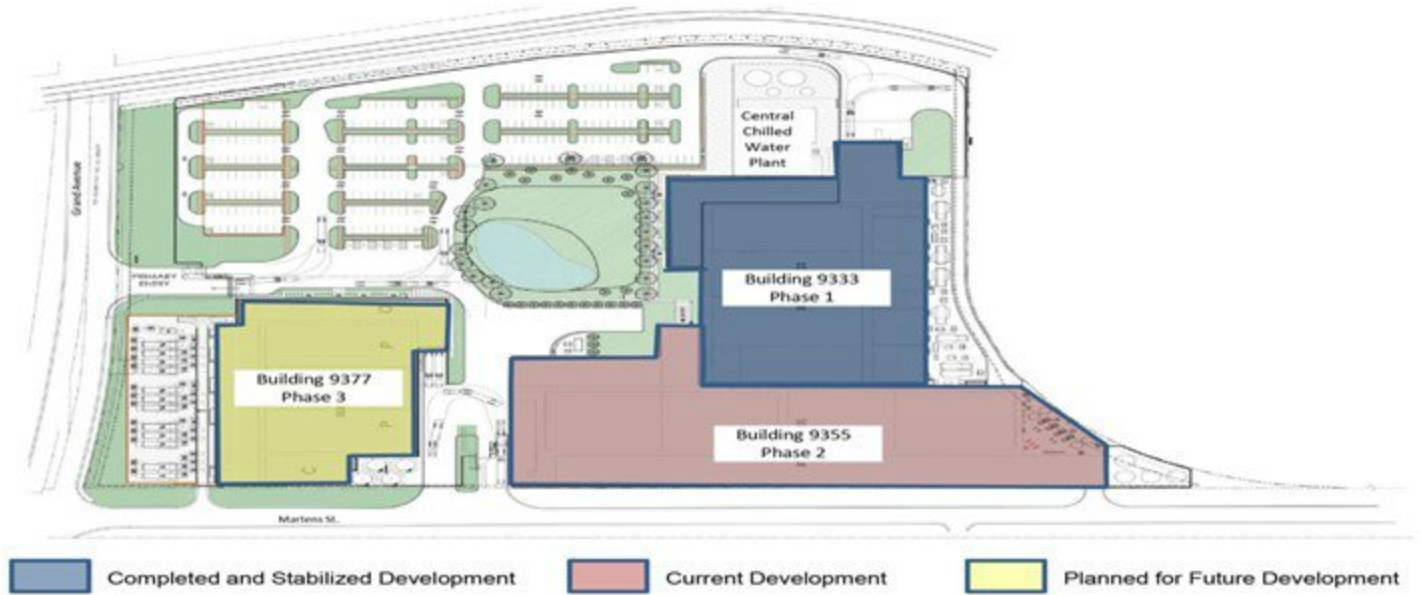 Central
Chilled
Water
Plant
Grand Avenue
Building 9333
Phase 1
PRIMARY
ENTRY
Building 9377
Phase 3
Building 9355
Phase 2
Martens St.
Completed and Stabilized Development
Current Development
Planned for Future Development